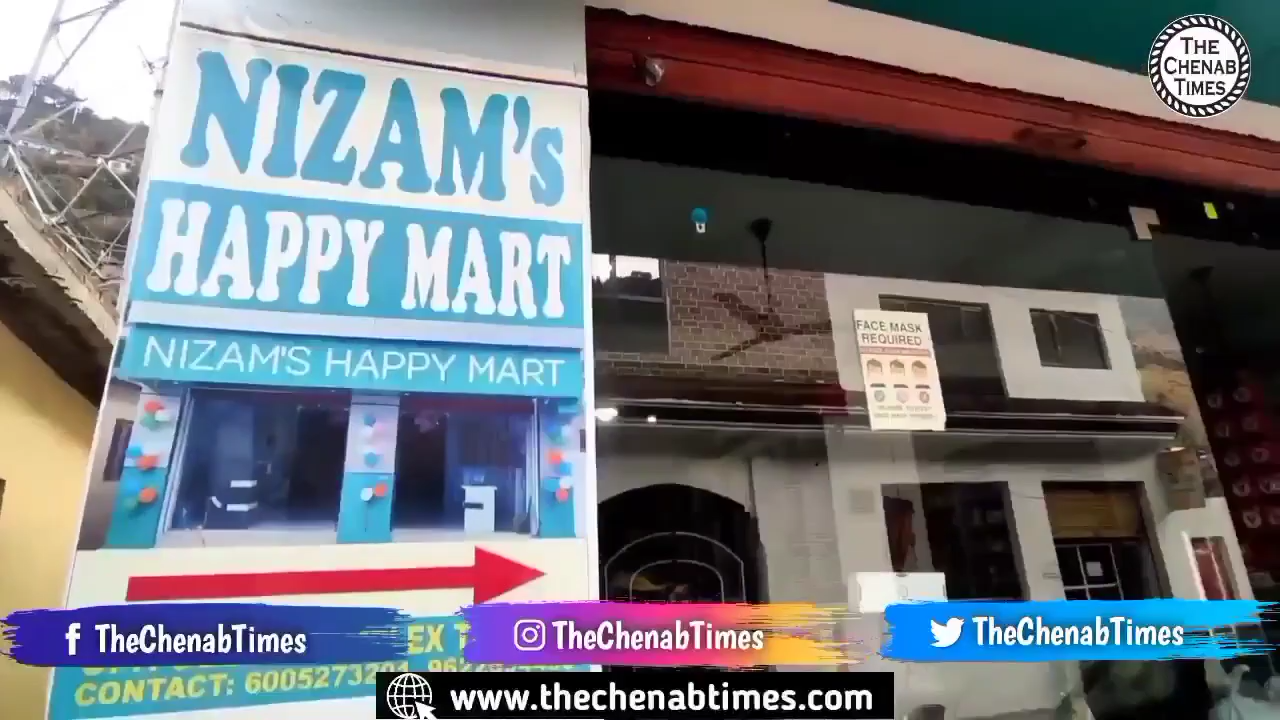 THE
CHENAB
TIMES
NIZAM's
HAPPY MART
NIZAM'S HAPPY MART
FACE MASK
REQUIRED
TheChenabTimes
EX
TheChenabTimes
TheChenabTimes
CONTACT:
www.thechenabtimes.com